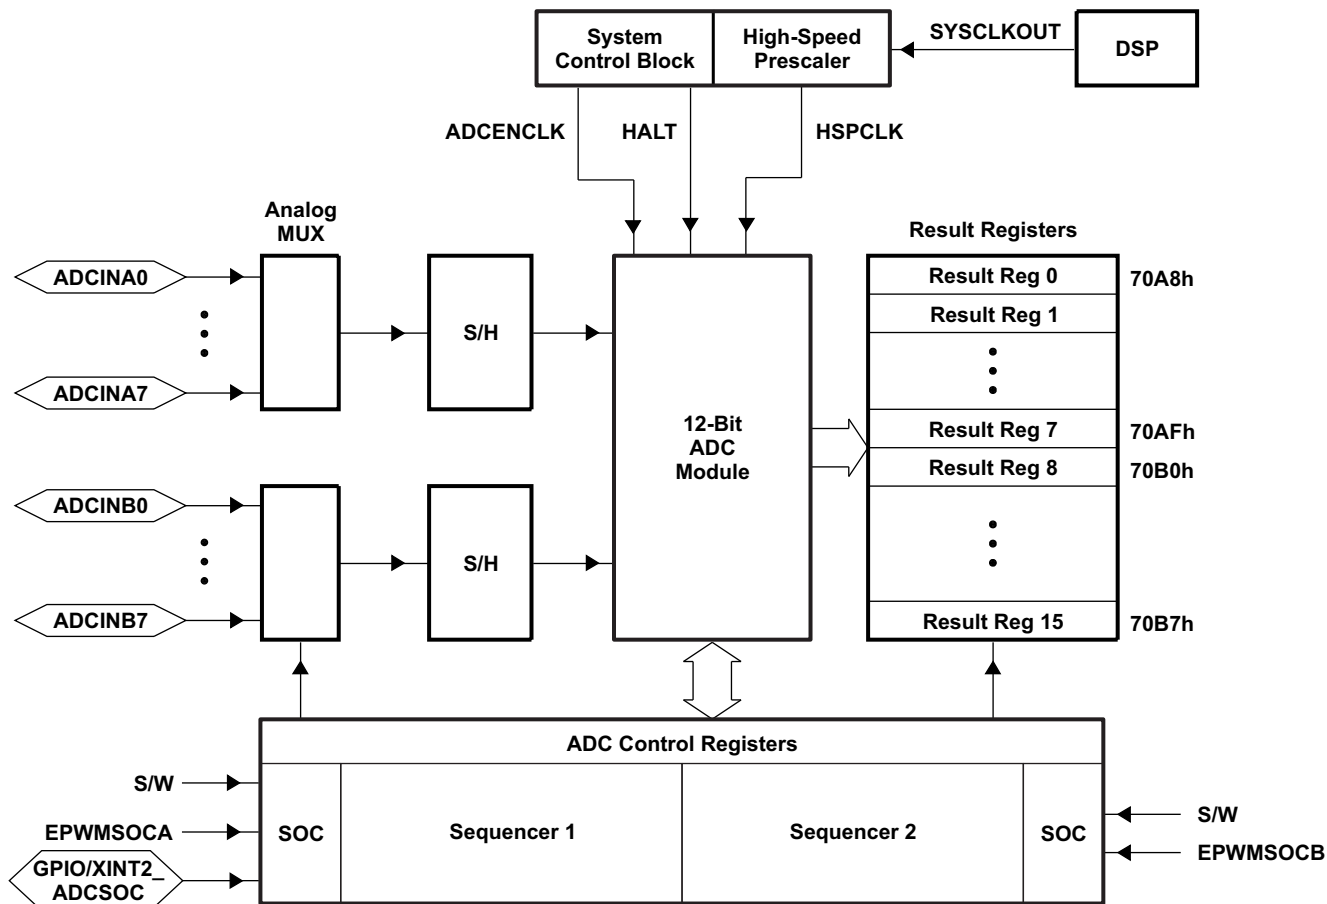 System
Control Block
High-Speed
Prescaler
SYSCLKOUT
DSP
ADCENCLK
HALT
HSPCLK
Analog
MUX
Result Registers
ADCINA0
ADCINA7
S/H
12-Bit
ADC
Module
Result Reg 0
70A8h
Result Reg 1
Result Reg 7
70AFh
Result Reg 8
70B0h
Result Reg 15
70B7h
ADCINB0
ADCINB7
S/H
ADC Control Registers
S/W
EPWMSOCA
GPIO/XINT2_
ADCSOC
SOC
Sequencer 1
Sequencer 2
SOC
S/W
EPWMSOCB